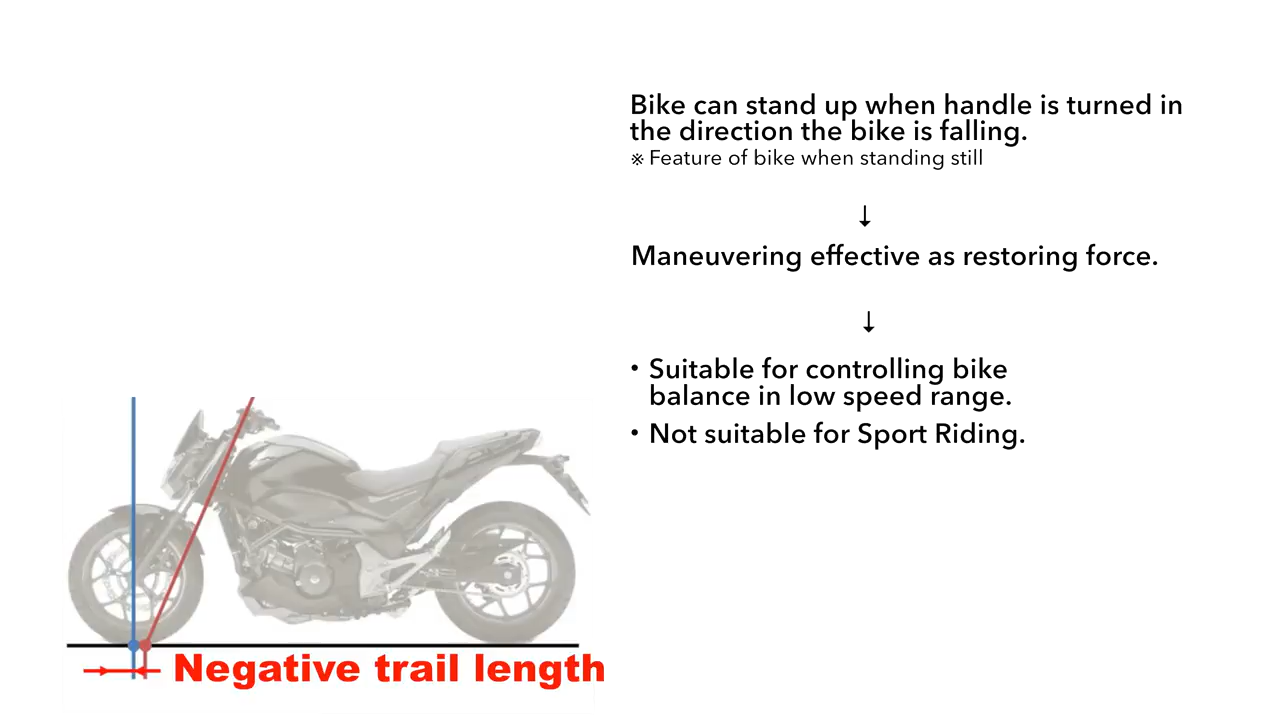 Bike can stand up when handle is turned in
the direction the bike is falling.
※ Feature of bike when standing still
↓
Maneuvering effective as restoring force.
↓
・Suitable for controlling bike
balance in low speed range.
・Not suitable for Sport Riding.
Negative trail length